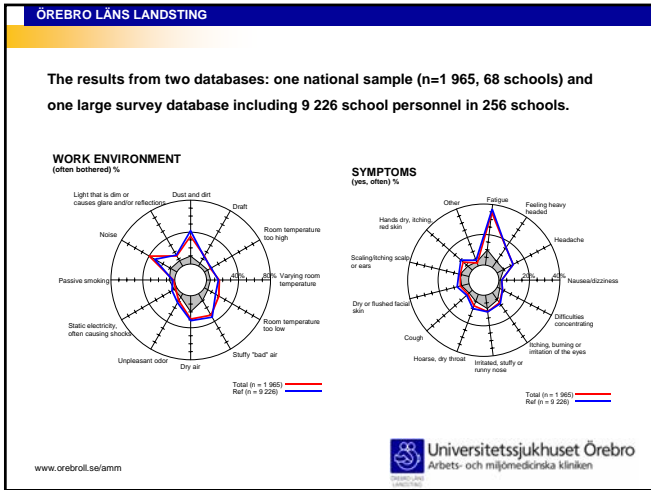 ÖREBRO LÄNS LANDSTING
The results from two databases: one national sample (n=1 965, 68 schools) and
one large survey database including 9 226 school personnel in 256 schools.
WORK ENVIRONMENT
(often bothered) %
Dust and dirt
Draft
Room temperature
too high
40%
80%
Varying room
temperature
Room temperature
too low
Stuffy "bad" air
Dry air
Unpleasant odor
Static electricity,
often causing shocks
Passive smoking
Noise
Light that is dim or
causes glare and/or reflections
Total (n = 1 965)
Ref (n = 9 226)
SYMPTOMS
(yes, often) %
Fatigue
Feeling heavy
headed
Headache
20%
40%
Nausea/dizziness
Difficulties
concentrating
Itching, burning or
irritation of the eyes
Irritated, stuffy or
runny nose
Hoarse, dry throat
Cough
Dry or flushed facial
skin
Scaling/itching scalp
or ears
Hands dry, itching,
red skin
Other
Total (n = 1 965)
Ref (n = 9 226)
www.orebroll.se/amm
ÖREBRO LÄNS
LANDSTING
Universitetssjukhuset Örebro
Arbets- och miljömedicinska kliniken